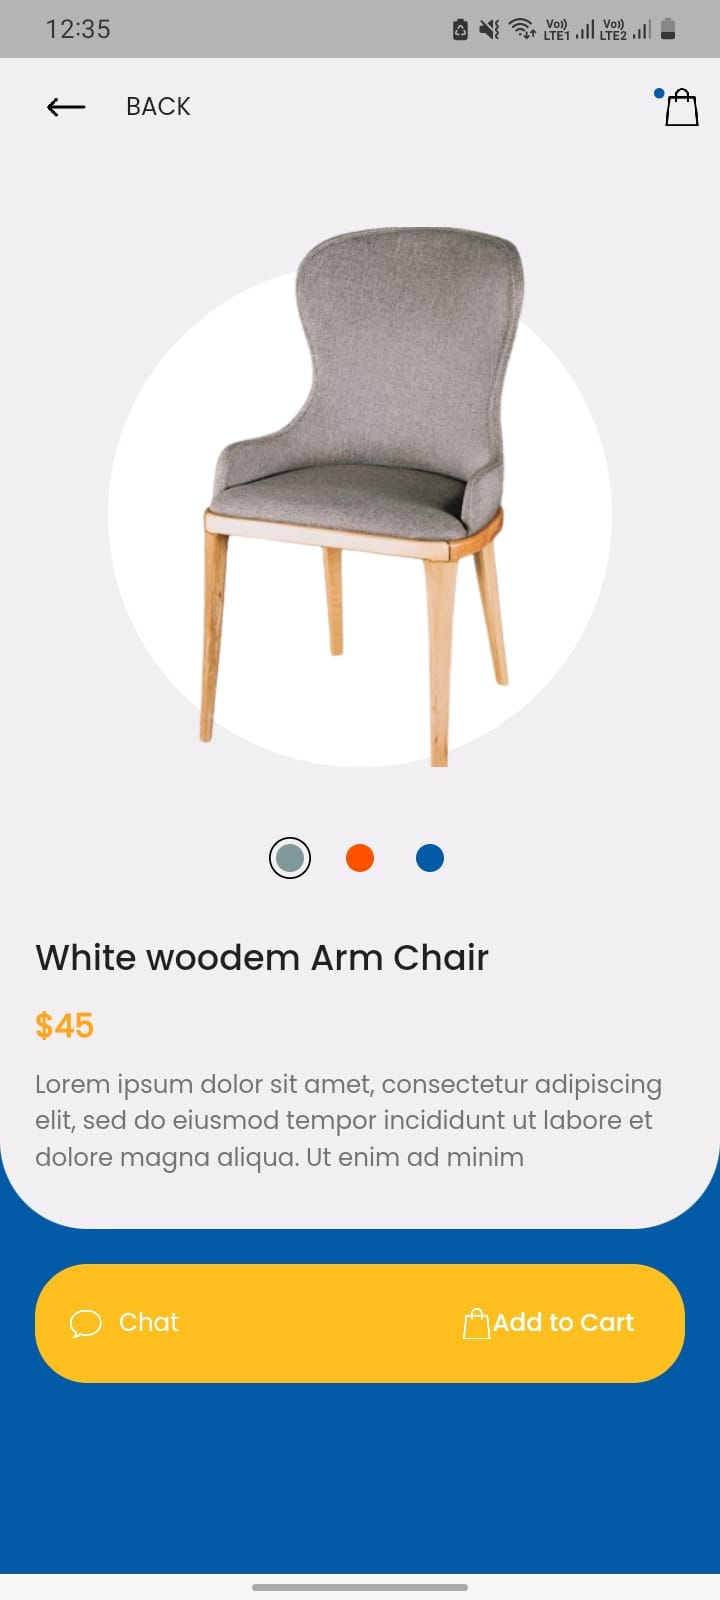 12:35
Vo)) LTE1 Vo)) LTE2
BACK
White woodem Arm Chair
$45
Lorem ipsum dolor sit amet, consectetur adipiscing
elit, sed do eiusmod tempor incididunt ut labore et
dolore magna aliqua. Ut enim ad minim
Chat Add to Cart